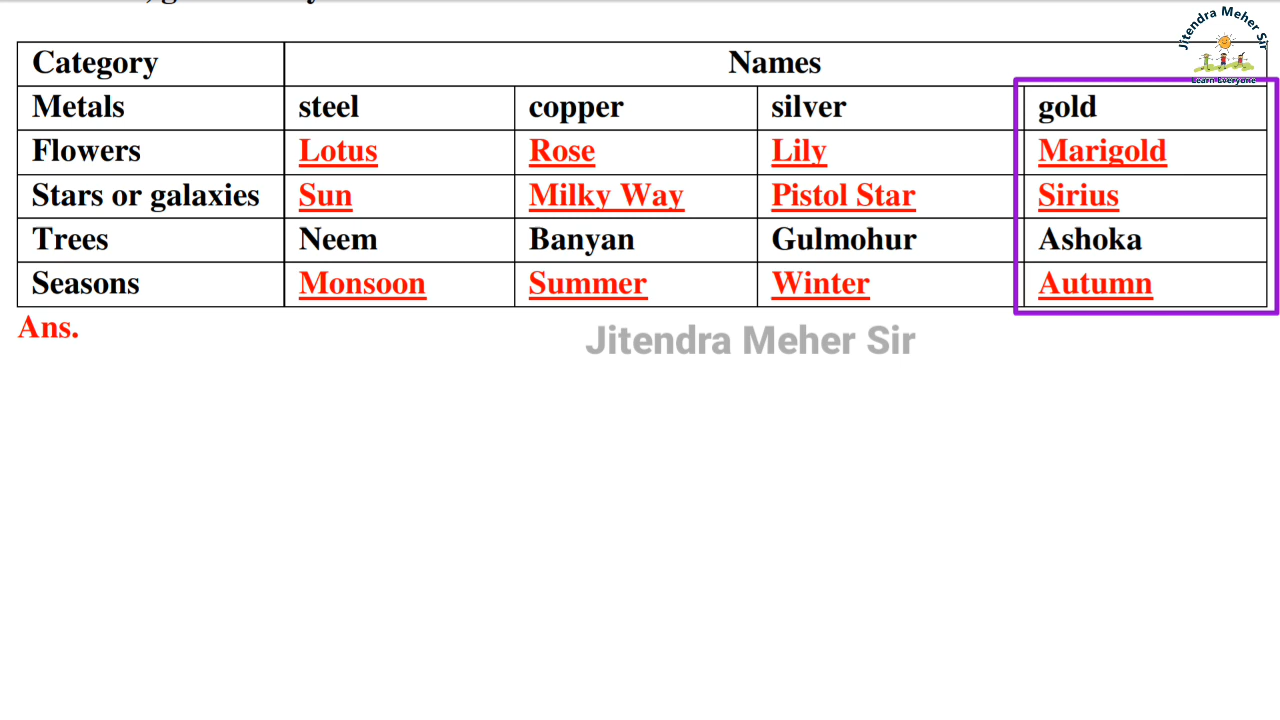 Jitendra Meher Sir
Learn Everyone
Category Names
Metals steel copper silver gold
Flowers Lotus Rose Lily Marigold
Stars or galaxies Sun Milky Way Pistol Star Sirius
Trees Neem Banyan Gulmohur Ashoka
Seasons Monsoon Summer Winter Autumn
Ans.
Jitendra Meher Sir